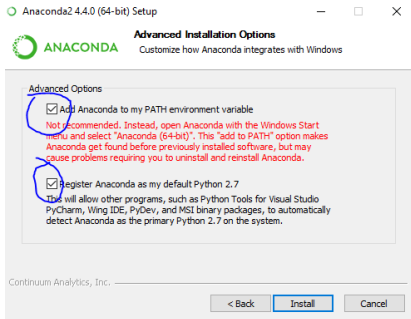 Anaconda2 4.4.0 (64-bit) Setup
ANACONDA
Advanced Installation Options
Customize how Anaconda integrates with Windows
Advanced Options
Add Anaconda to my PATH environment variable
Not recommended. Instead, open Anaconda with the Windows Start
menu and select "Anaconda (64-bit)". This "add to PATH" option makes
Anaconda get found before previously installed software, but may
cause problems requiring you to uninstall and reinstall Anaconda.
Register Anaconda as my default Python 2.7
This will allow other programs, such as Python Tools for Visual Studio
PyCharm, Wing IDE, PyDev, and MSI binary packages, to automatically
detect Anaconda as the primary Python 2.7 on the system.
Continuum Analytics, Inc.
< Back
Install
Cancel